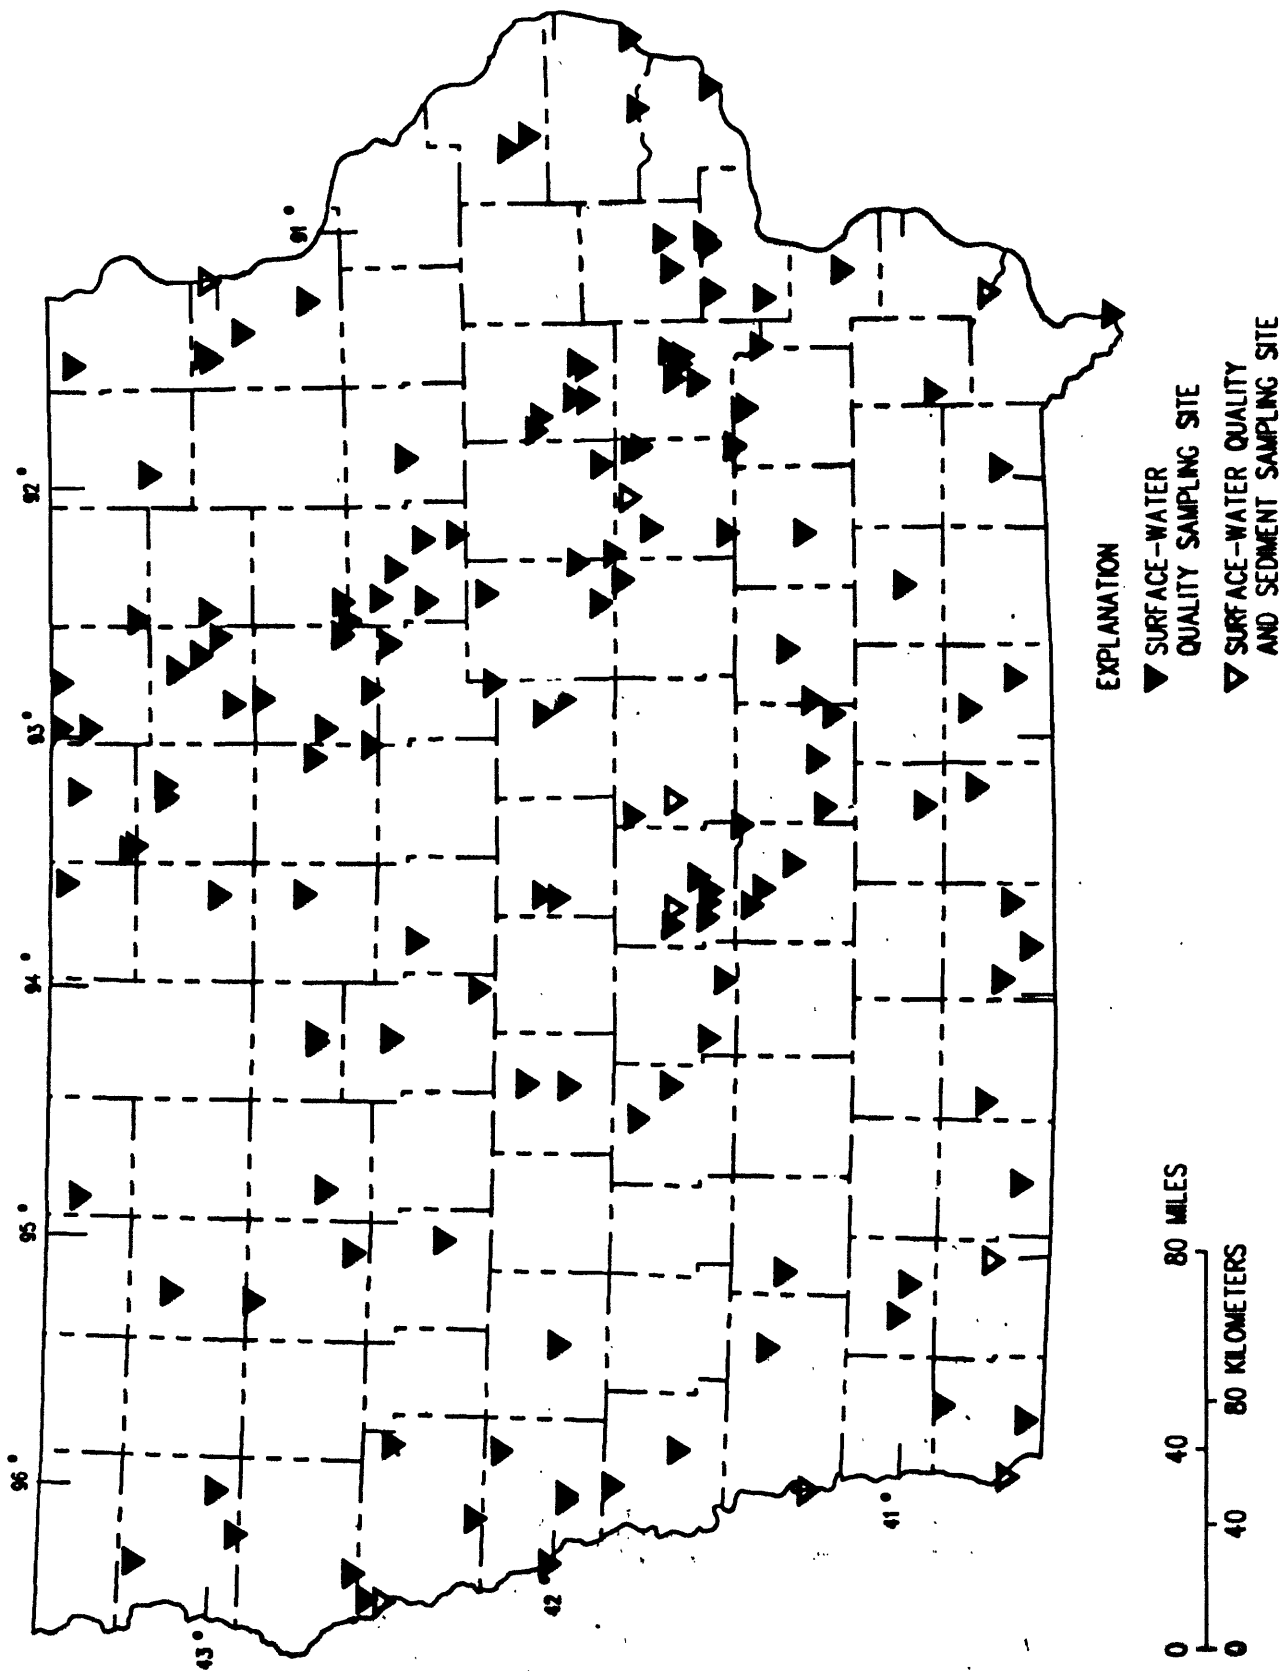 96°
95°
94°
93°
92°
91°
43°
42°
41°
EXPLANATION
SURFACE-WATER
QUALITY SAMPLING SITE
SURFACE-WATER QUALITY
AND SEDIMENT SAMPLING SITE
0 40 80 MILES
0 40 80 KILOMETERS